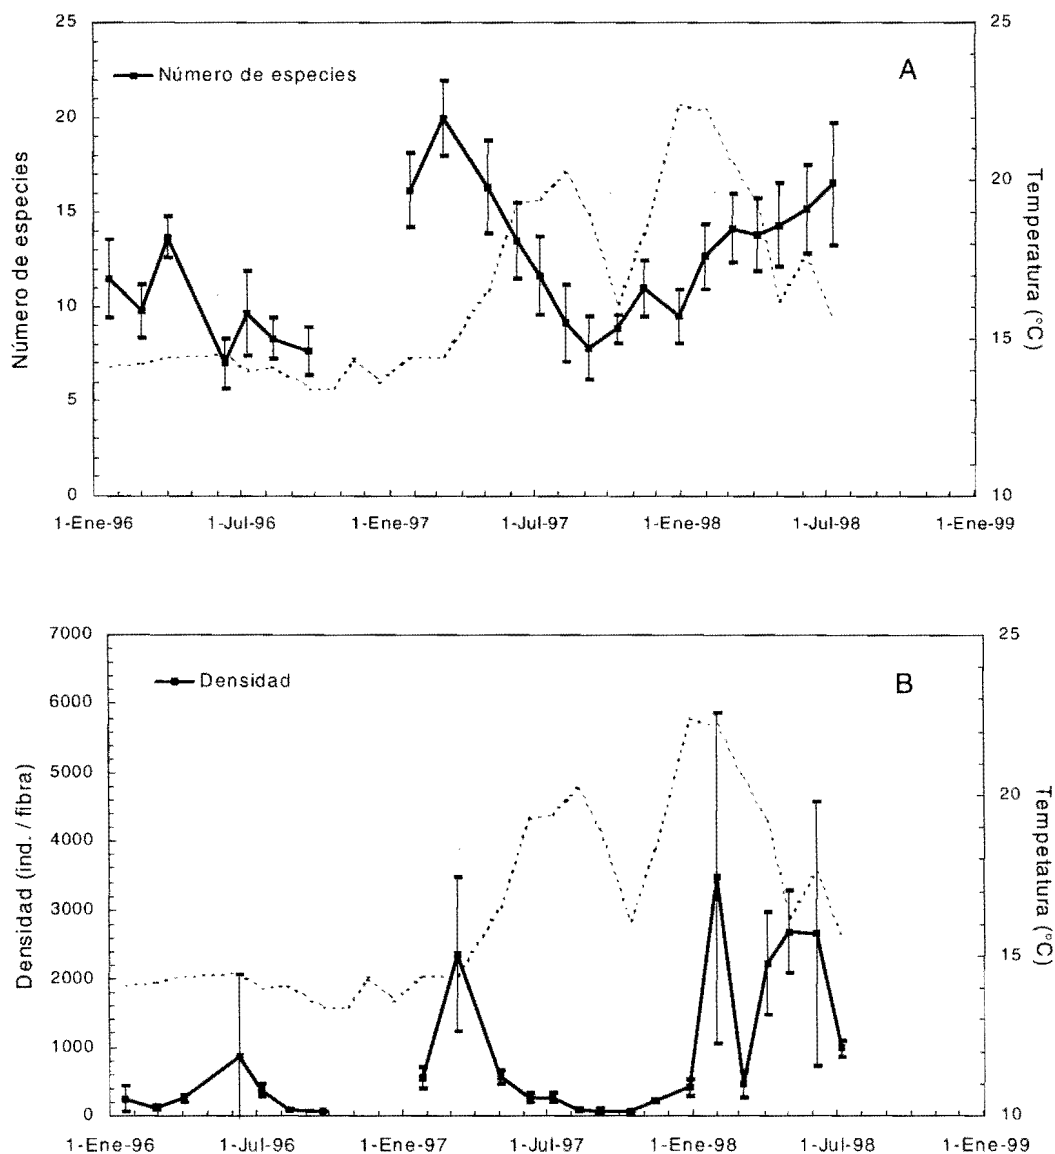 25
20
15
10
5
0
Número de especies
Número de especies
A
25
20
15
10
Temperatura (°C)
1-Ene-96 1-Jul-96 1-Ene-97 1-Jul-97 1-Ene-98 1-Jul-98 1-Ene-99
7000
6000
5000
4000
3000
2000
1000
0
Densidad (ind. / fibra)
Densidad
B
25
20
15
10
Tempetatura (°C)
1-Ene-96 1-Jul-96 1-Ene-97 1-Jul-97 1-Ene-98 1-Jul-98 1-Ene-99